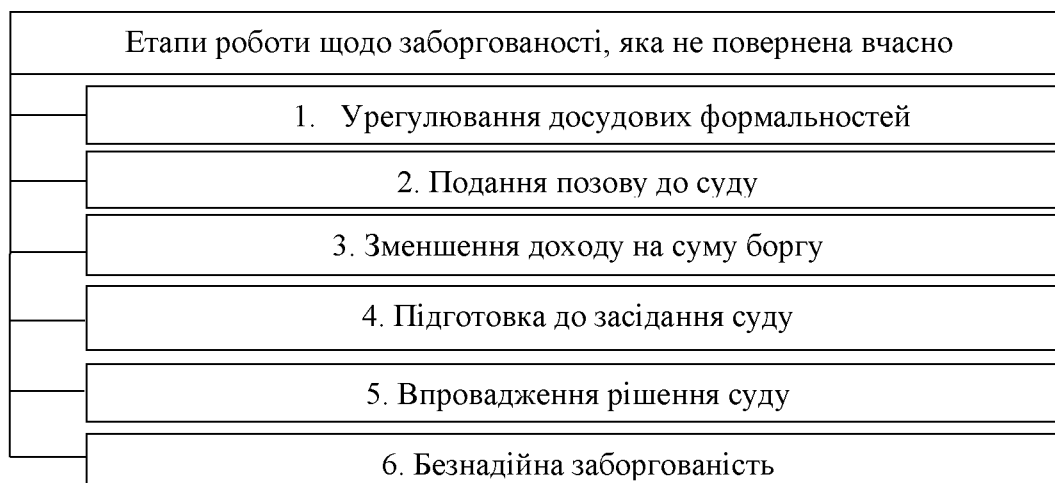 Етапи роботи щодо заборгованості, яка не повернена вчасно
1. Урегулювання досудових формальностей
2. Подання позову до суду
3. Зменшення доходу на суму боргу
4. Підготовка до засідання суду
5. Впровадження рішення суду
6. Безнадійна заборгованість